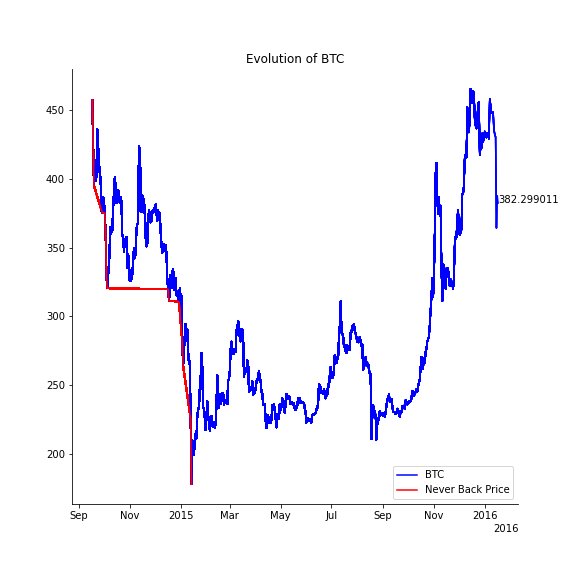 Evolution of BTC
450
400
350
300
250
200
382.299011
BTC
Never Back Price
Sep Nov 2015 Mar May Jul Sep Nov 2016
2016